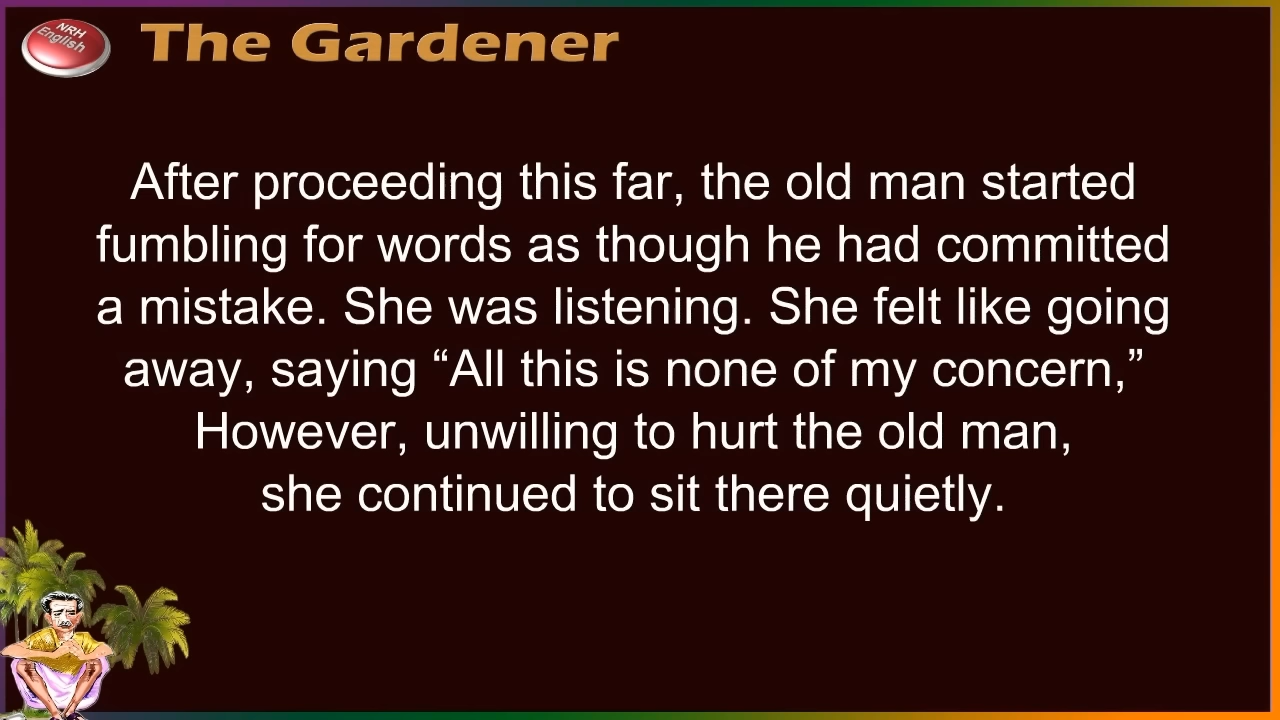 NRH
English
The Gardener
After proceeding this far, the old man started
fumbling for words as though he had committed
a mistake. She was listening. She felt like going
away, saying “All this is none of my concern,”
However, unwilling to hurt the old man,
she continued to sit there quietly.